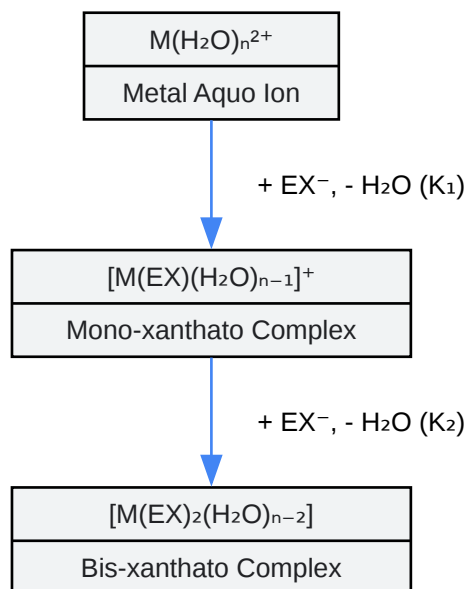 M(H₂O)ₙ²⁺
Metal Aquo Ion
+ EX⁻, - H₂O (K₁)
[M(EX)(H₂O)ₙ₋₁]⁺
Mono-xanthato Complex
+ EX⁻, - H₂O (K₂)
[M(EX)₂(H₂O)ₙ₋₂]
Bis-xanthato Complex